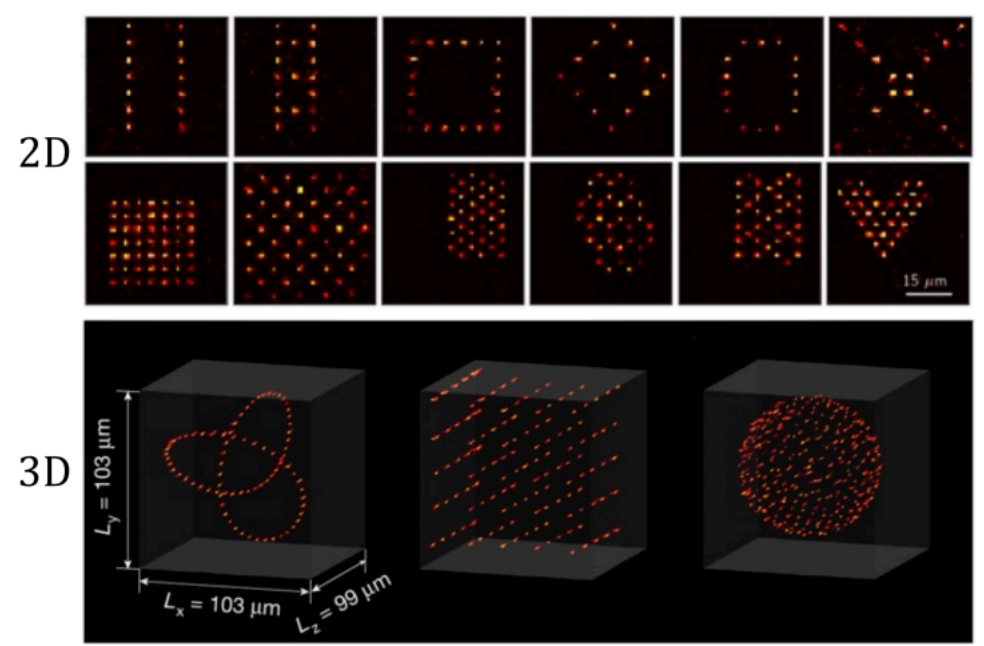 2D
15 μm
3D
L_y = 103 μm
L_x = 103 μm
L_z = 99 μm